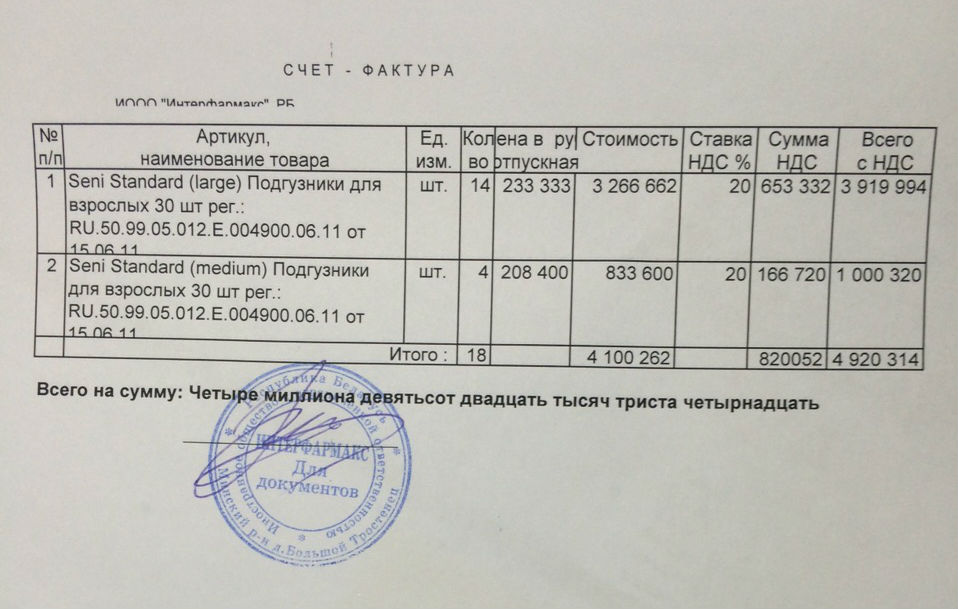 СЧЕТ - ФАКТУРА
ИООО "Интерфармакс", РБ
№ п/п Артикул, наименование товара Ед. изм. Кол во ена в ру отпускная Стоимость Ставка НДС % Сумма НДС Всего с НДС
1 Seni Standard (large) Подгузники для шт. 14 233 333 3 266 662 20 653 332 3 919 994
взрослых 30 шт рег.:
RU.50.99.05.012.Е.004900.06.11 от
15.06.11
2 Seni Standard (medium) Подгузники шт. 4 208 400 833 600 20 166 720 1 000 320
для взрослых 30 шт рег.:
RU.50.99.05.012.Е.004900.06.11 от
15.06.11
Итого : 18 4 100 262 820052 4 920 314
Всего на сумму: Четыре миллиона девятьсот двадцать тысяч триста четырнадцать
Республика Беларусь
Иностранное общество с ограниченной ответственностью
ИНТЕРФАРМАКС
Для
документов
Минский р-н д.Большой Тростенец